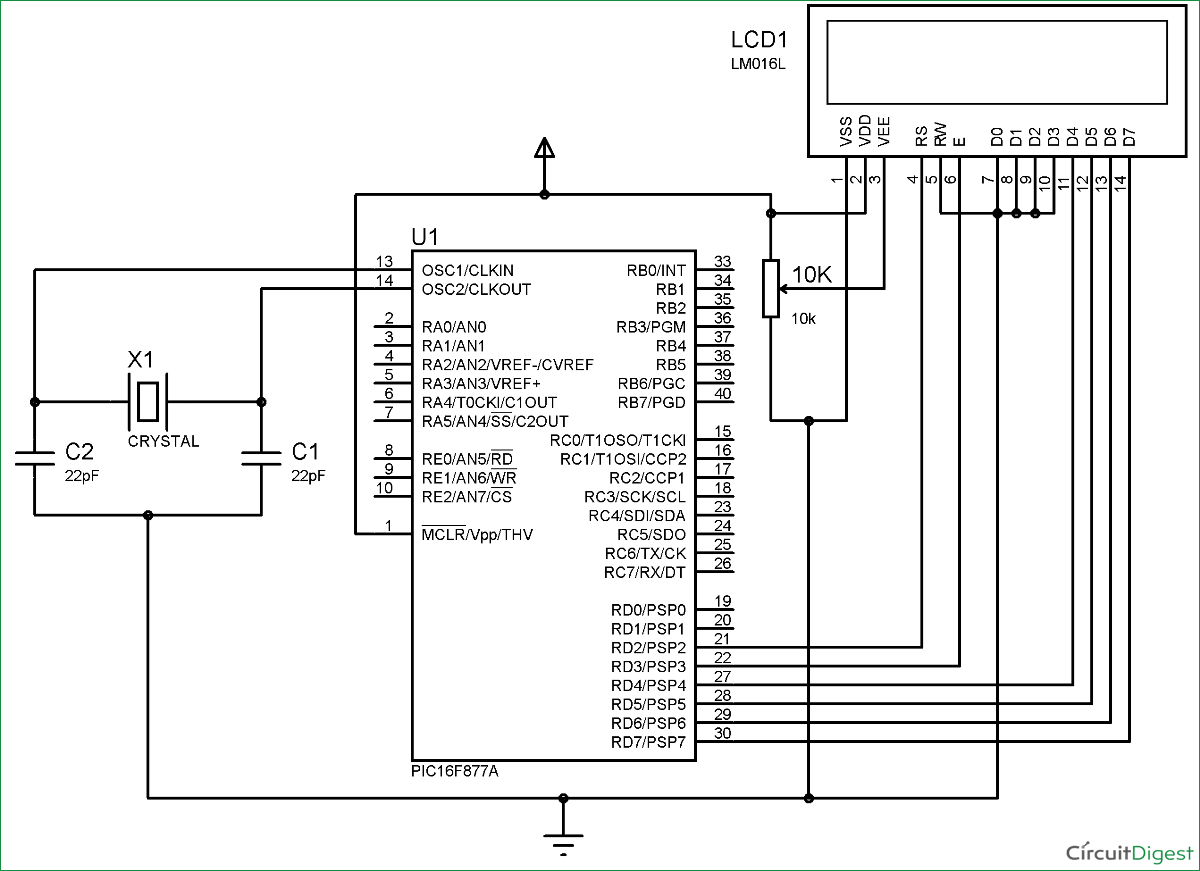 LCD1
LM016L
VSS
VDD
VEE
RS
RW
E
D0
D1
D2
D3
D4
D5
D6
D7
1
2
3
4
5
6
7
8
9
10
11
12
13
14
U1
13 OSC1/CLKIN
14 OSC2/CLKOUT
2 RA0/AN0
3 RA1/AN1
4 RA2/AN2/VREF-/CVREF
5 RA3/AN3/VREF+
6 RA4/T0CKI/C1OUT
7 RA5/AN4/SS/C2OUT
8 RE0/AN5/RD
9 RE1/AN6/WR
10 RE2/AN7/CS
1 MCLR/Vpp/THV
RB0/INT 33
RB1 34
RB2 35
RB3/PGM 36
RB4 37
RB5 38
RB6/PGC 39
RB7/PGD 40
RC0/T1OSO/T1CKI 15
RC1/T1OSI/CCP2 16
RC2/CCP1 17
RC3/SCK/SCL 18
RC4/SDI/SDA 23
RC5/SDO 24
RC6/TX/CK 25
RC7/RX/DT 26
RD0/PSP0 19
RD1/PSP1 20
RD2/PSP2 21
RD3/PSP3 22
RD4/PSP4 27
RD5/PSP5 28
RD6/PSP6 29
RD7/PSP7 30
PIC16F877A
10K
10k
X1
CRYSTAL
C2
22pF
C1
22pF
CircuitDigest